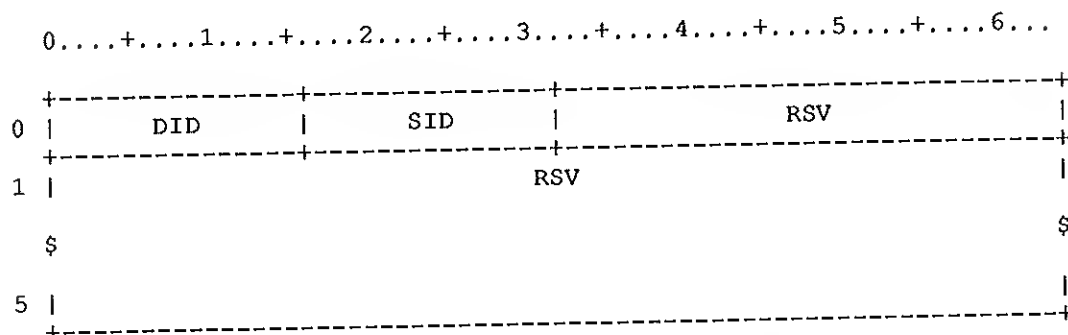 0....+....1....+....2....+....3....+....4....+....5....+....6...
+---------------+---------------+-------------------------------+
0 | DID | SID | RSV |
+---------------+---------------+-------------------------------+
1 | RSV |
$ $
5 | |
+---------------------------------------------------------------+